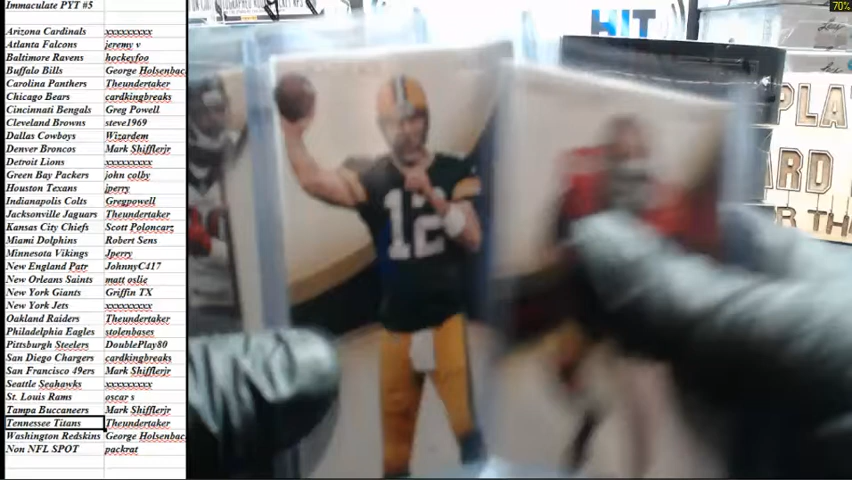 Immaculate PYT #5
Arizona Cardinals xxxxxxxxx
Atlanta Falcons jeremy v
Baltimore Ravens hockeyfoo
Buffalo Bills George Holsenbac
Carolina Panthers Theundertaker
Chicago Bears cardkingbreaks
Cincinnati Bengals Greg Powell
Cleveland Browns steve1969
Dallas Cowboys Wizardem
Denver Broncos Mark Shifflerjr
Detroit Lions xxxxxxxxx
Green Bay Packers john colby
Houston Texans jperry
Indianapolis Colts Gregpowell
Jacksonville Jaguars Theundertaker
Kansas City Chiefs Scott Poloncarz
Miami Dolphins Robert Sens
Minnesota Vikings Jperry
New England Patr JohnnyC417
New Orleans Saints matt oslie
New York Giants Griffin TX
New York Jets xxxxxxxxx
Oakland Raiders Theundertaker
Philadelphia Eagles stolenbases
Pittsburgh Steelers DoublePlay80
San Diego Chargers cardkingbreaks
San Francisco 49ers Mark Shifflerjr
Seattle Seahawks xxxxxxxxx
St. Louis Rams oscar s
Tampa Buccaneers Mark Shifflerjr
Tennessee Titans Theundertaker
Washington Redskins George Holsenbac
Non NFL SPOT packrat
70%
HIT
12
PLAT
ARD
R TH